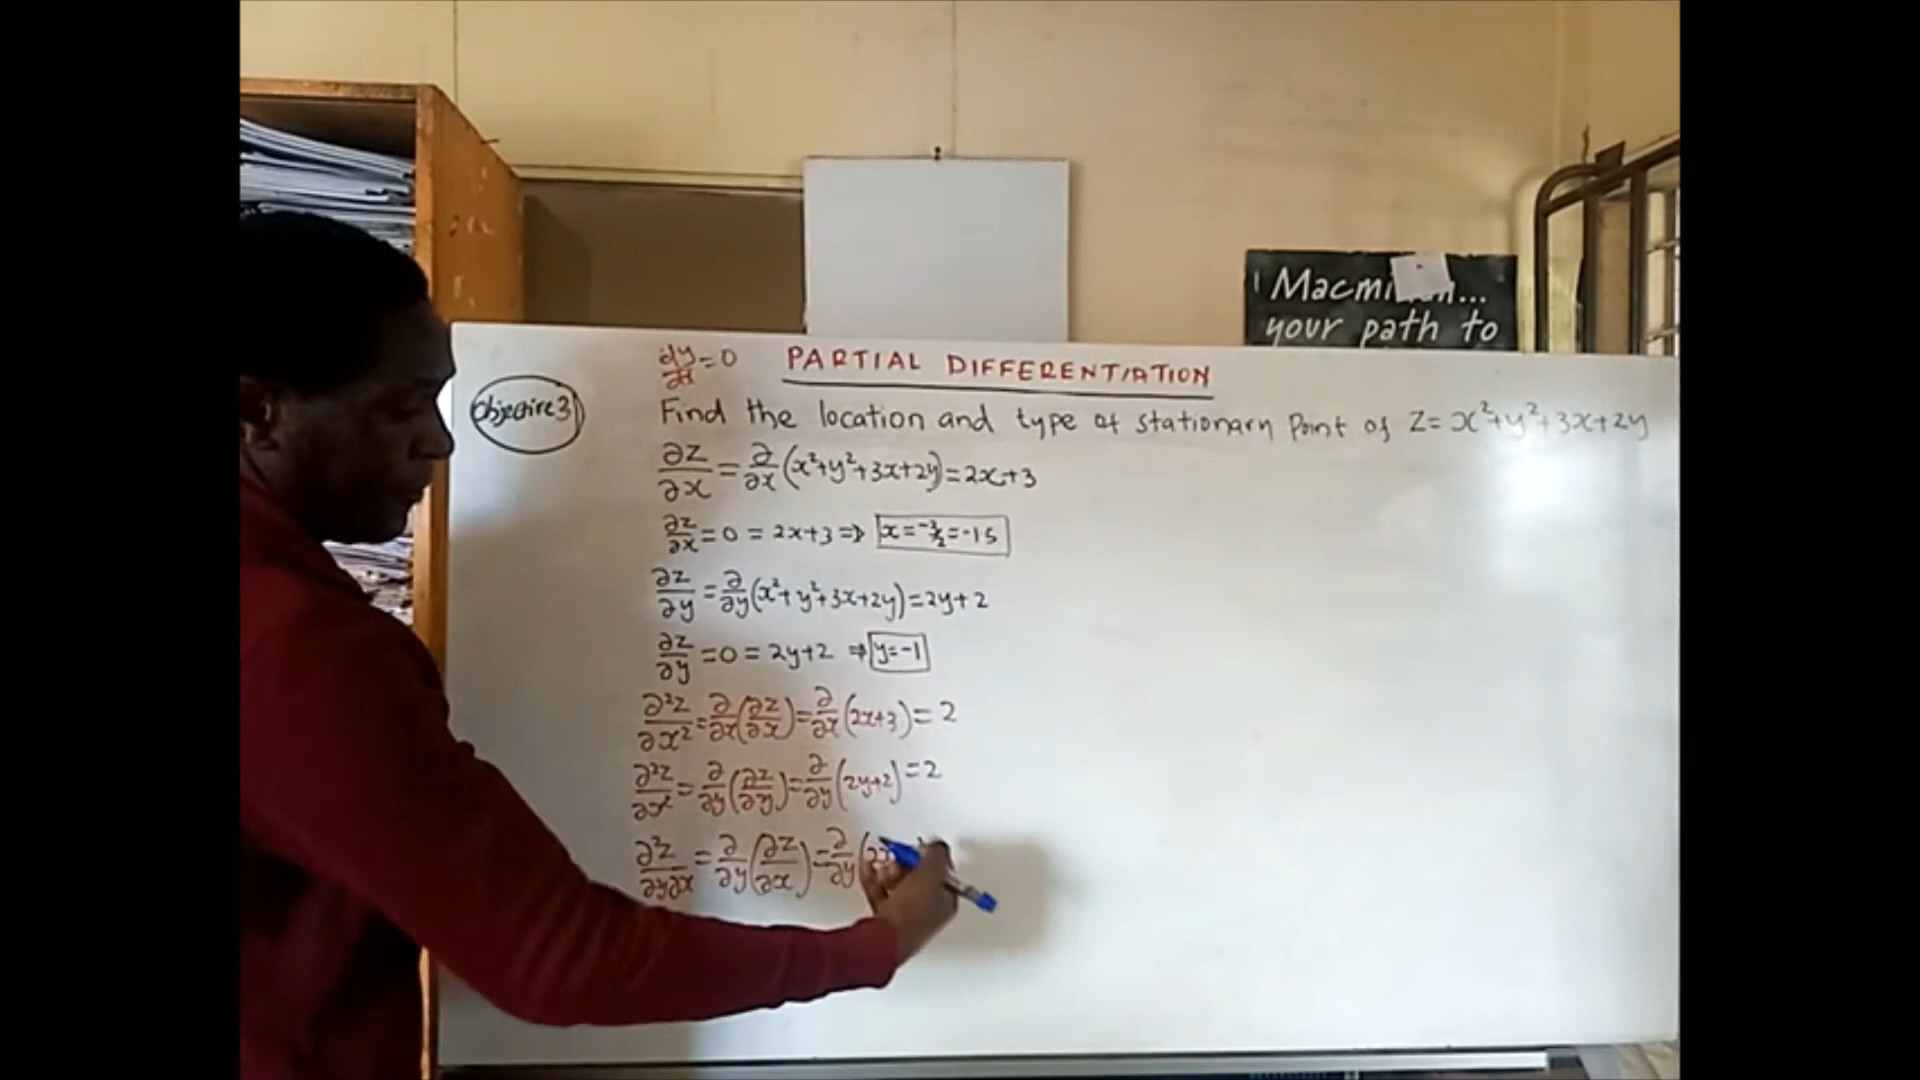 Macmi...
your path to
dy/dx=0 PARTIAL DIFFERENTIATION
Objective 3
Find the location and type of stationary Point of Z=x²+y²+3x+2y
∂z/∂x = ∂/∂x (x²+y²+3x+2y)=2x+3
∂z/∂x=0 = 2x+3 ⇒ x=-3/2=-1.5
∂z/∂y = ∂/∂y(x²+y²+3x+2y)=2y+2
∂z/∂y =0= 2y+2 ⇒ y=-1
∂²z/∂x² = ∂/∂x(∂z/∂x)=∂/∂x(2x+3)= 2
= ∂/∂y(∂z/∂y)=∂/∂y(2y+2)=2
∂²z/∂y∂x = ∂/∂y(∂z/∂x)=∂/∂y(2x